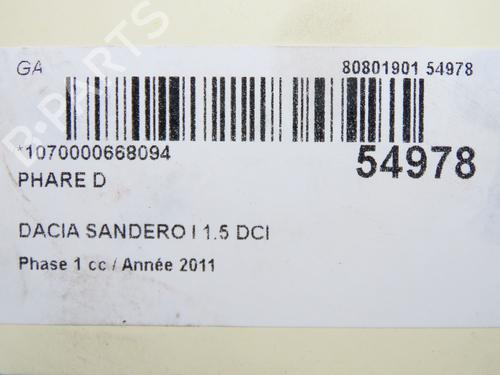 GA 80801901 54978
*1070000668094 54978
PHARE D
DACIA SANDERO I 1.5 DCI
Phase 1 cc / Année 2011
B-PARTS